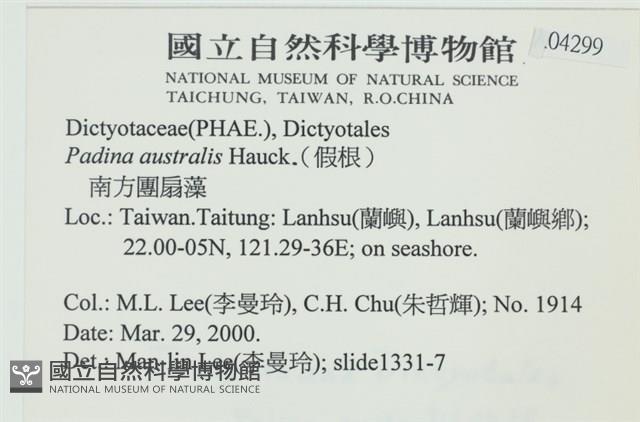 國立自然科學博物館
.04299
NATIONAL MUSEUM OF NATURAL SCIENCE
TAICHUNG, TAIWAN, R.O.CHINA
Dictyotaceae(PHAE.), Dictyotales
Padina australis Hauck.(假根)
南方團扇藻
Loc.: Taiwan.Taitung: Lanhsu(蘭嶼), Lanhsu(蘭嶼鄉);
22.00-05N, 121.29-36E; on seashore.
Col.: M.L. Lee(李曼玲), C.H. Chu(朱哲輝); No. 1914
Date: Mar. 29, 2000.
Det.: Man-lin Lee(李曼玲); slide1331-7
國立自然科學博物館
NATIONAL MUSEUM OF NATURAL SCIENCE